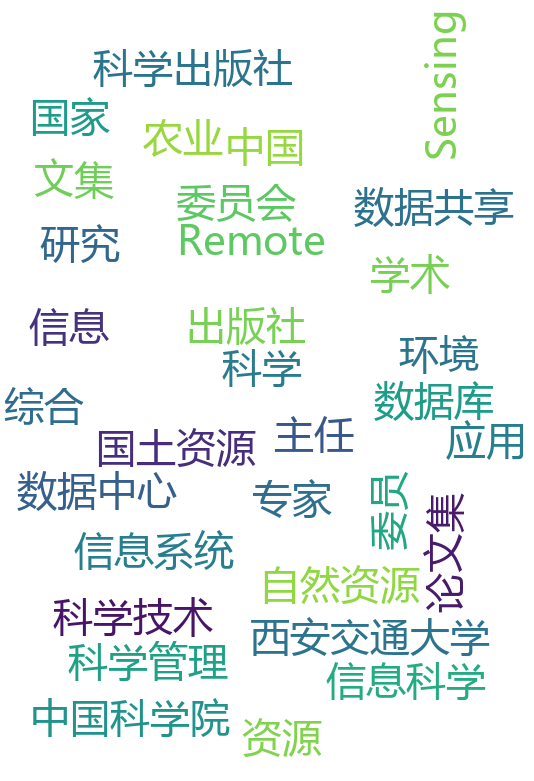 Sensing
科学出版社
国家
农业
中国
文集
委员会
数据共享
研究
Remote
学术
信息
出版社
科学
环境
综合
数据库
国土资源
主任
应用
数据中心
专家
委员
论文集
信息系统
自然资源
科学技术
西安交通大学
科学管理
信息科学
中国科学院
资源